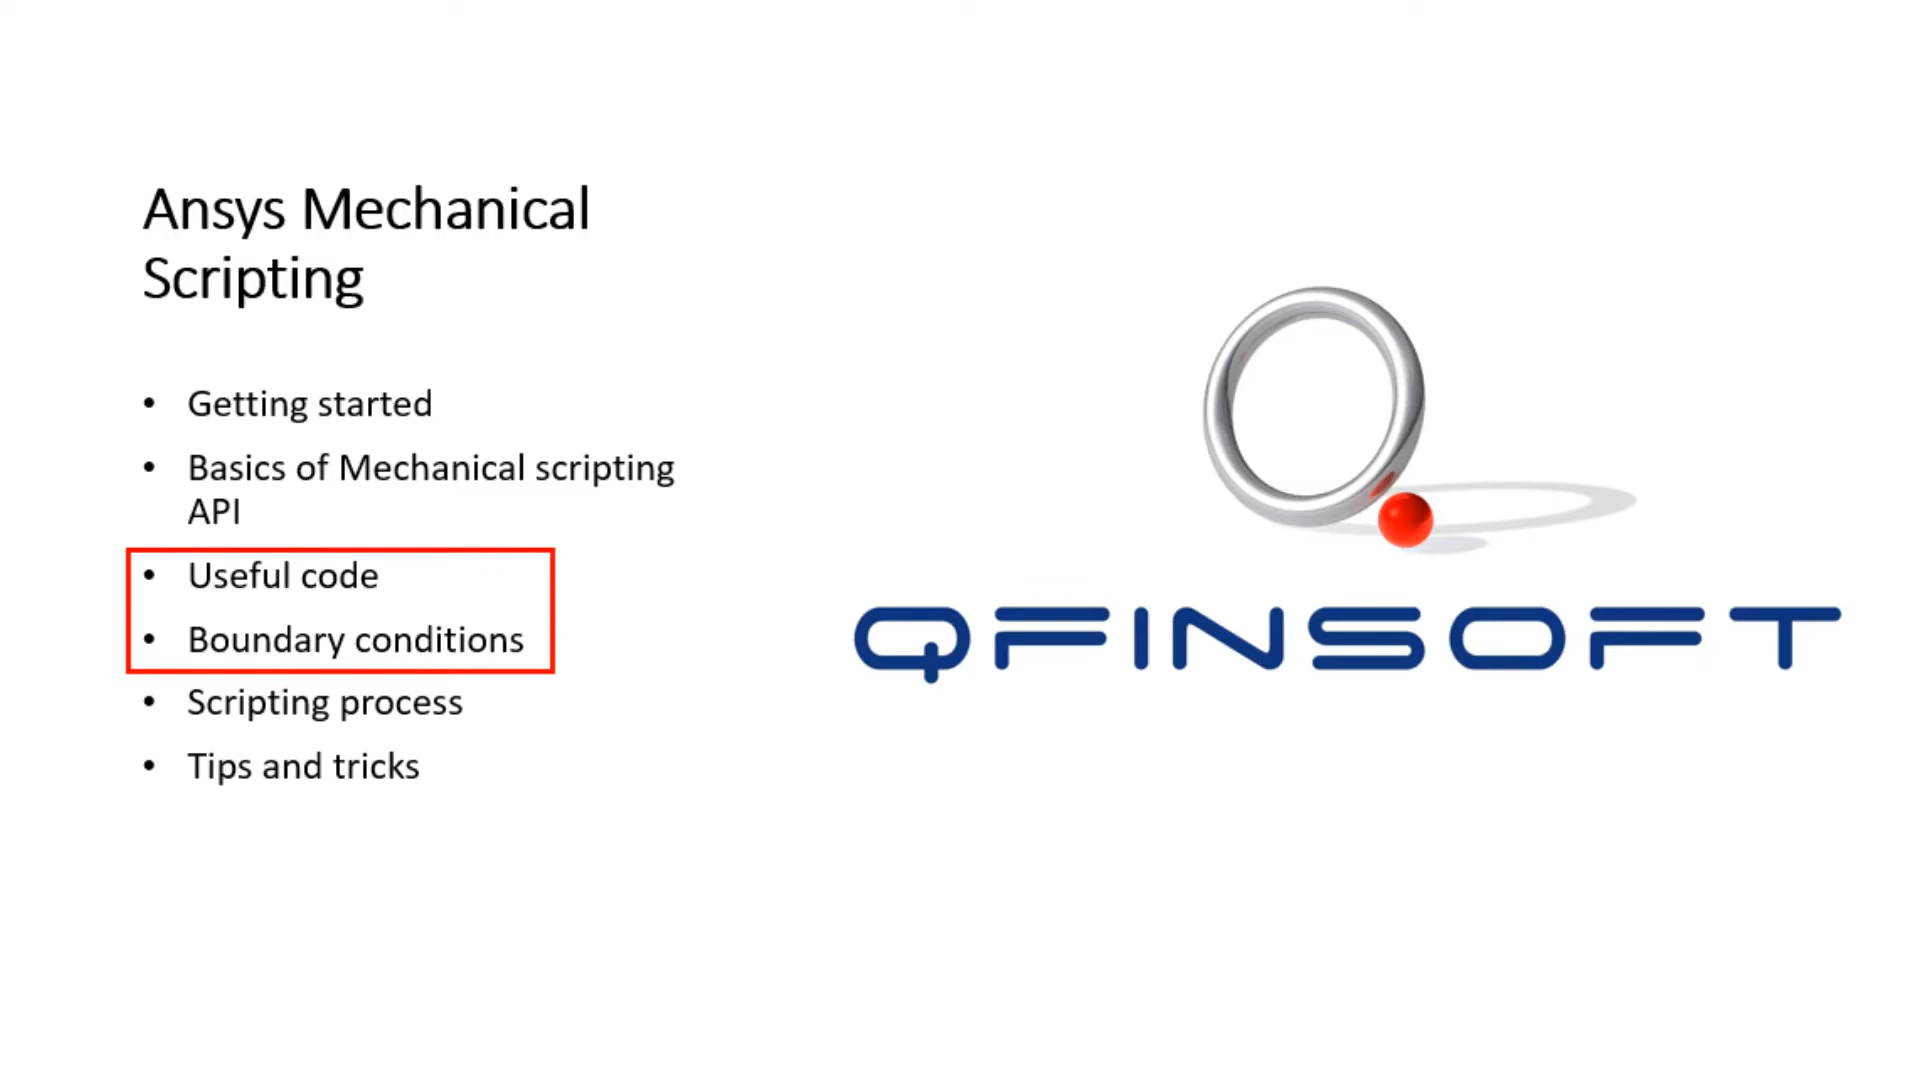 Ansys Mechanical
Scripting
• Getting started
• Basics of Mechanical scripting
API
• Useful code
• Boundary conditions
• Scripting process
• Tips and tricks
QFINSOFT